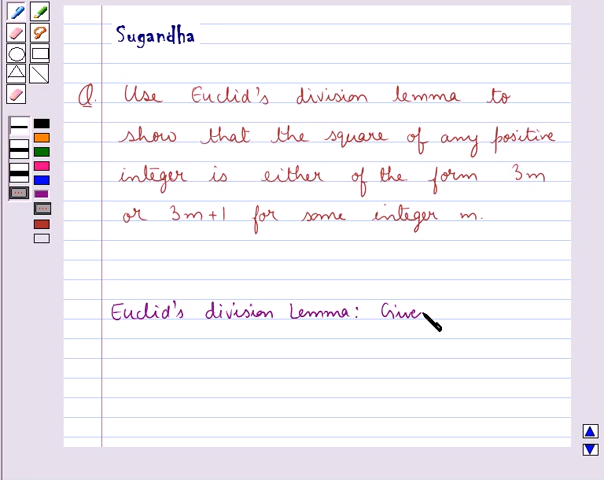 Sugandha
Q. Use Euclid's division lemma to
show that the square of any positive
integer is either of the form 3m
or 3m+1 for some integer m.
Euclid's division Lemma: Give